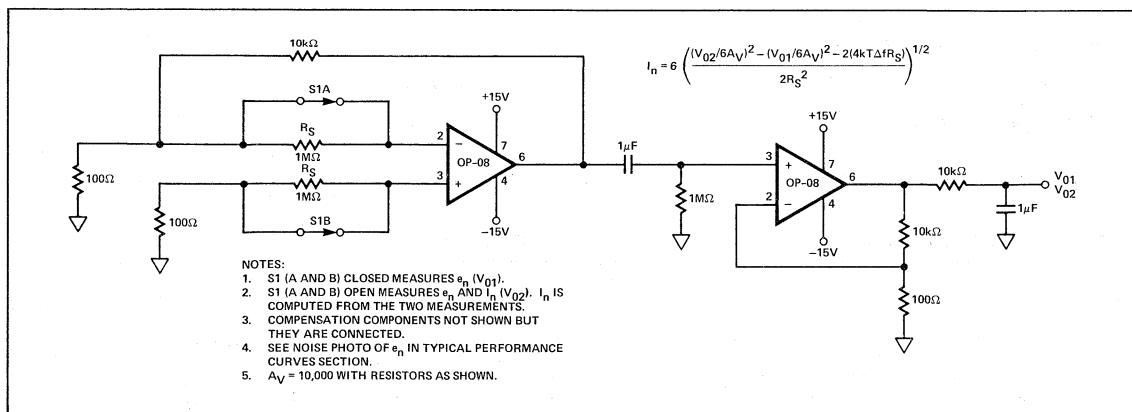 10kΩ
I_n = 6 ( (V_02/6A_V)^2 – (V_01/6A_V)^2 – 2(4kTΔfR_S) / 2R_S^2 )^1/2
S1A
+15V
+15V
R_S
2
–
7
1µF
1MΩ
OP-08
6
3
+
7
100Ω
R_S
3
+
4
OP-08
6
10kΩ
V_01
V_02
1MΩ
1MΩ
2
–
4
100Ω
S1B
–15V
10kΩ
1µF
–15V
100Ω
NOTES:
1. S1 (A AND B) CLOSED MEASURES e_n (V_01).
2. S1 (A AND B) OPEN MEASURES e_n AND I_n (V_02). I_n IS
COMPUTED FROM THE TWO MEASUREMENTS.
3. COMPENSATION COMPONENTS NOT SHOWN BUT
THEY ARE CONNECTED.
4. SEE NOISE PHOTO OF e_n IN TYPICAL PERFORMANCE
CURVES SECTION.
5. A_V = 10,000 WITH RESISTORS AS SHOWN.